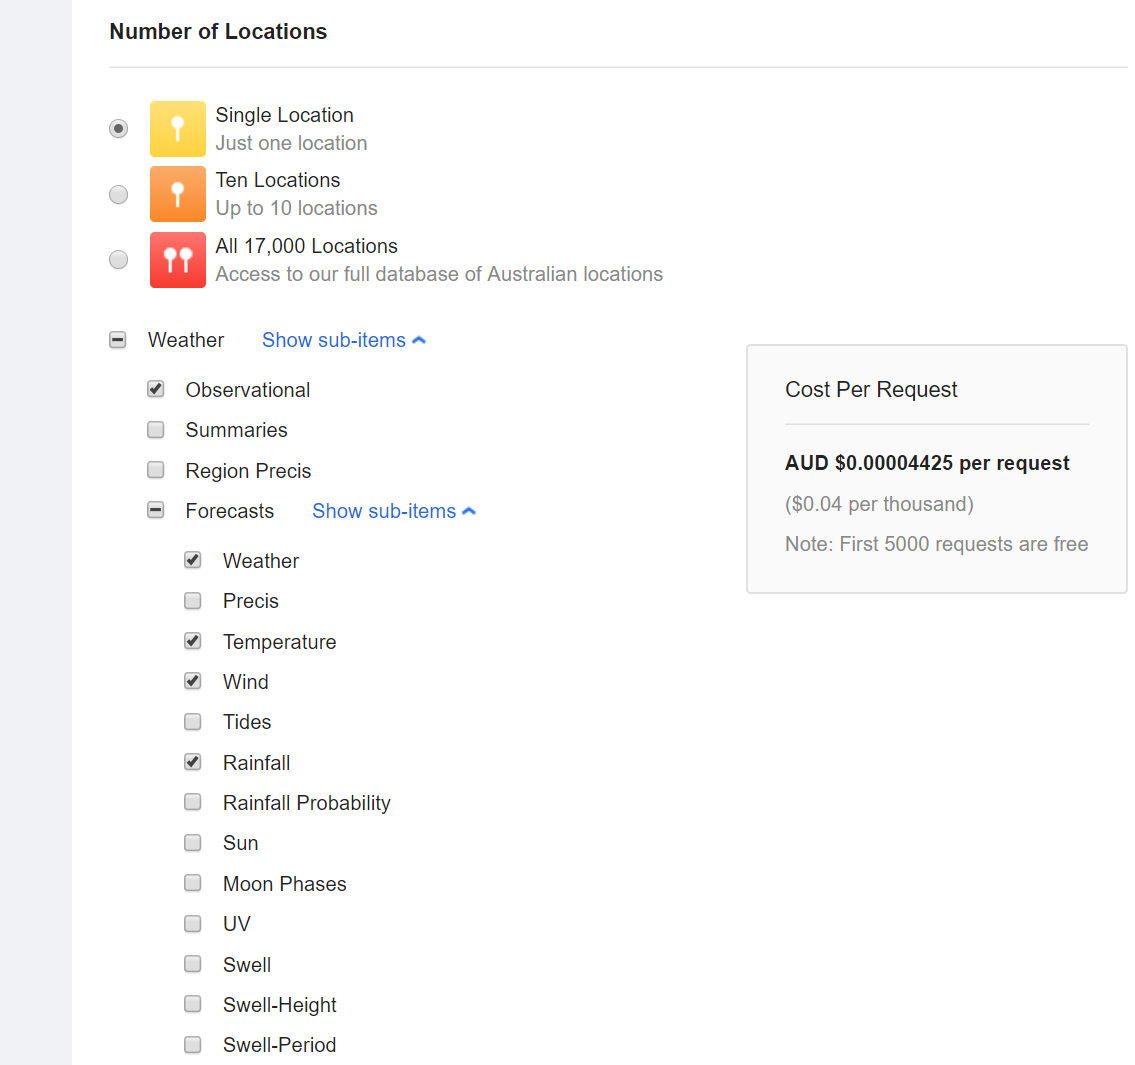 Number of Locations
Single Location
Just one location
Ten Locations
Up to 10 locations
All 17,000 Locations
Access to our full database of Australian locations
Weather Show sub-items
Observational
Summaries
Region Precis
Forecasts Show sub-items
Weather
Precis
Temperature
Wind
Tides
Rainfall
Rainfall Probability
Sun
Moon Phases
UV
Swell
Swell-Height
Swell-Period
Cost Per Request
AUD $0.00004425 per request
($0.04 per thousand)
Note: First 5000 requests are free